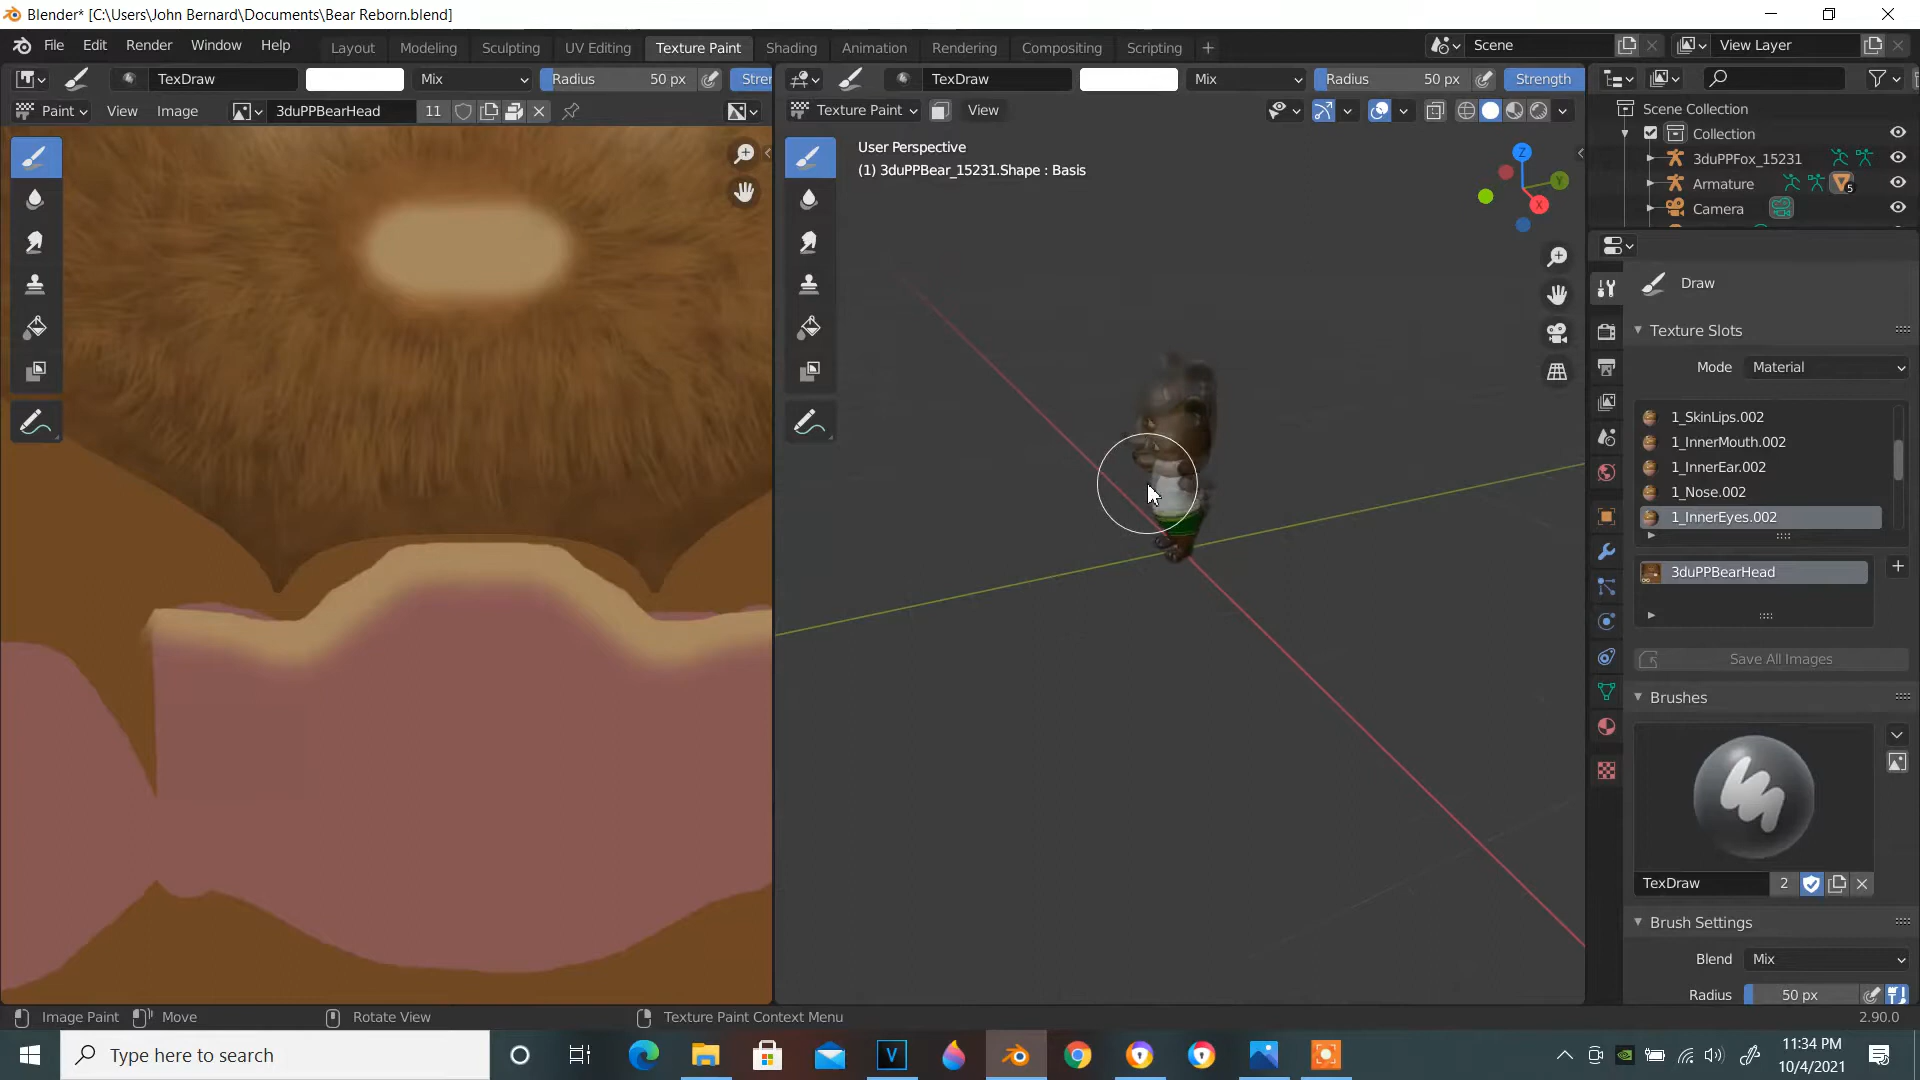 Blender* [C:\Users\John Bernard\Documents\Bear Reborn.blend]
File Edit Render Window Help Layout Modeling Sculpting UV Editing Texture Paint Shading Animation Rendering Compositing Scripting + Scene View Layer
TexDraw Mix Radius 50 px Stren TexDraw Mix Radius 50 px Strength
Paint View Image 3duPPBearHead 11 Texture Paint View
User Perspective
(1) 3duPPBear_15231.Shape : Basis
Z
Y
X
Scene Collection
Collection
3duPPFox_15231
Armature 5
Camera
Draw
Texture Slots
Mode Material
1_SkinLips.002
1_InnerMouth.002
1_InnerEar.002
1_Nose.002
1_InnerEyes.002
3duPPBearHead
Save All Images
Brushes
TexDraw 2
Brush Settings
Blend Mix
Radius 50 px
Image Paint Move Rotate View Texture Paint Context Menu 2.90.0
Type here to search
V
11:34 PM
10/4/2021